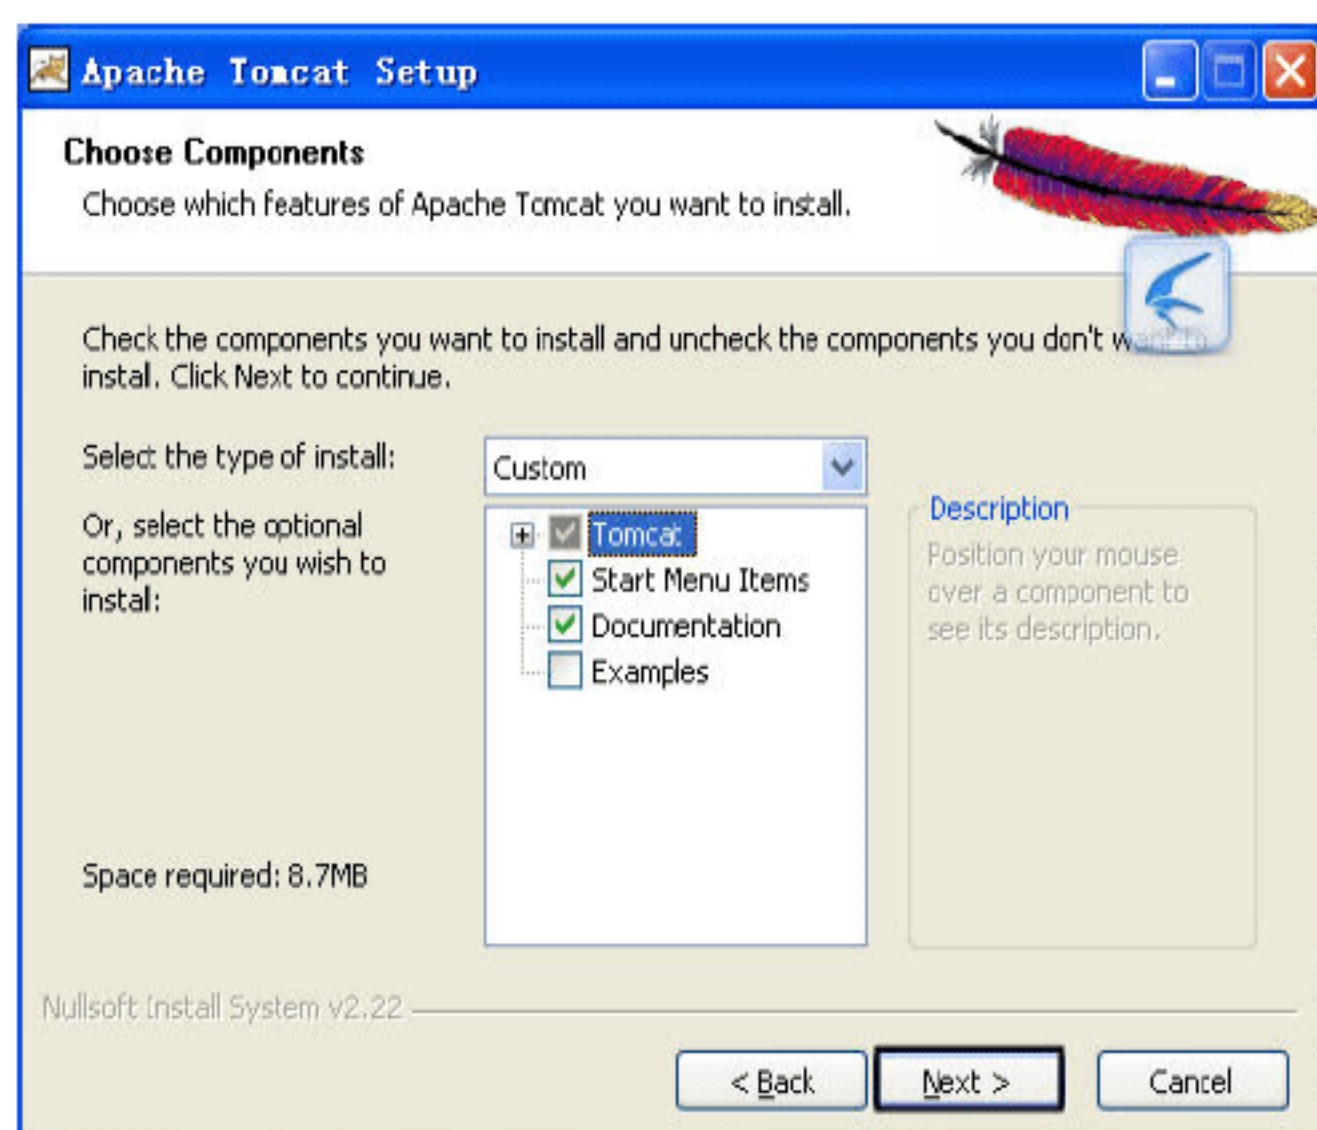 Apache Tomcat Setup
Choose Components
Choose which features of Apache Tomcat you want to install.
Check the components you want to install and uncheck the components you don't want to
install. Click Next to continue.
Select the type of install:
Custom
Or, select the optional
components you wish to
install:
Tomcat
Start Menu Items
Documentation
Examples
Description
Position your mouse
over a component to
see its description.
Space required: 8.7MB
Nullsoft Install System v2.22
< Back
Next >
Cancel